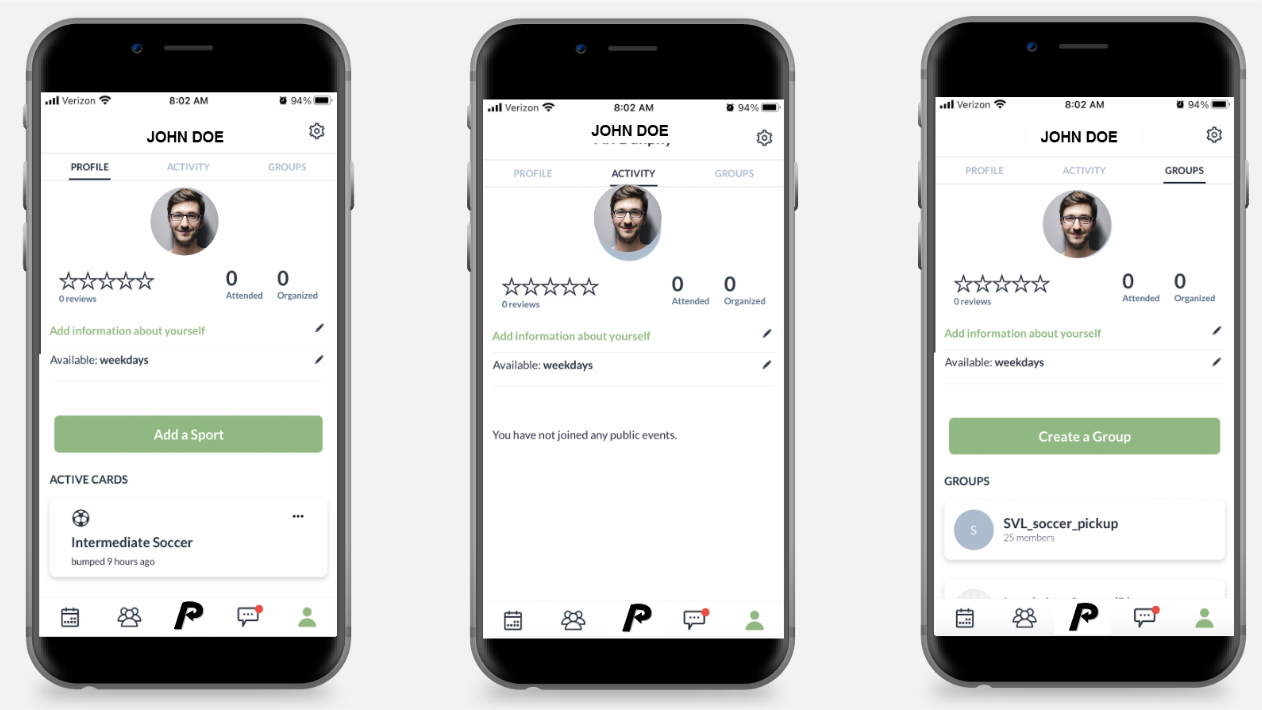 Verizon 8:02 AM 94%
JOHN DOE
PROFILE ACTIVITY GROUPS
0 0
0 reviews Attended Organized
Add information about yourself
Available: weekdays
Add a Sport
ACTIVE CARDS
Intermediate Soccer
bumped 9 hours ago
P
Verizon 8:02 AM 94%
JOHN DOE
PROFILE ACTIVITY GROUPS
0 0
0 reviews Attended Organized
Add information about yourself
Available: weekdays
You have not joined any public events.
P
Verizon 8:02 AM 94%
JOHN DOE
PROFILE ACTIVITY GROUPS
0 0
0 reviews Attended Organized
Add information about yourself
Available: weekdays
Create a Group
GROUPS
S SVL_soccer_pickup
25 members
P